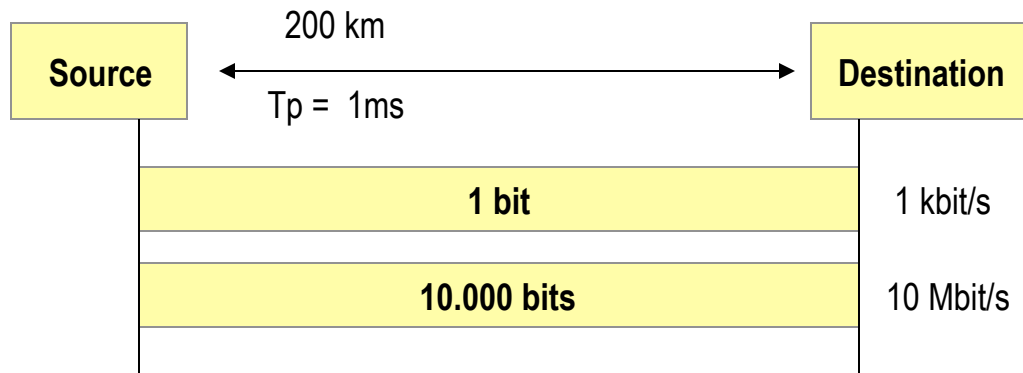 200 km
Source
Destination
Tp = 1ms
1 bit
1 kbit/s
10.000 bits
10 Mbit/s